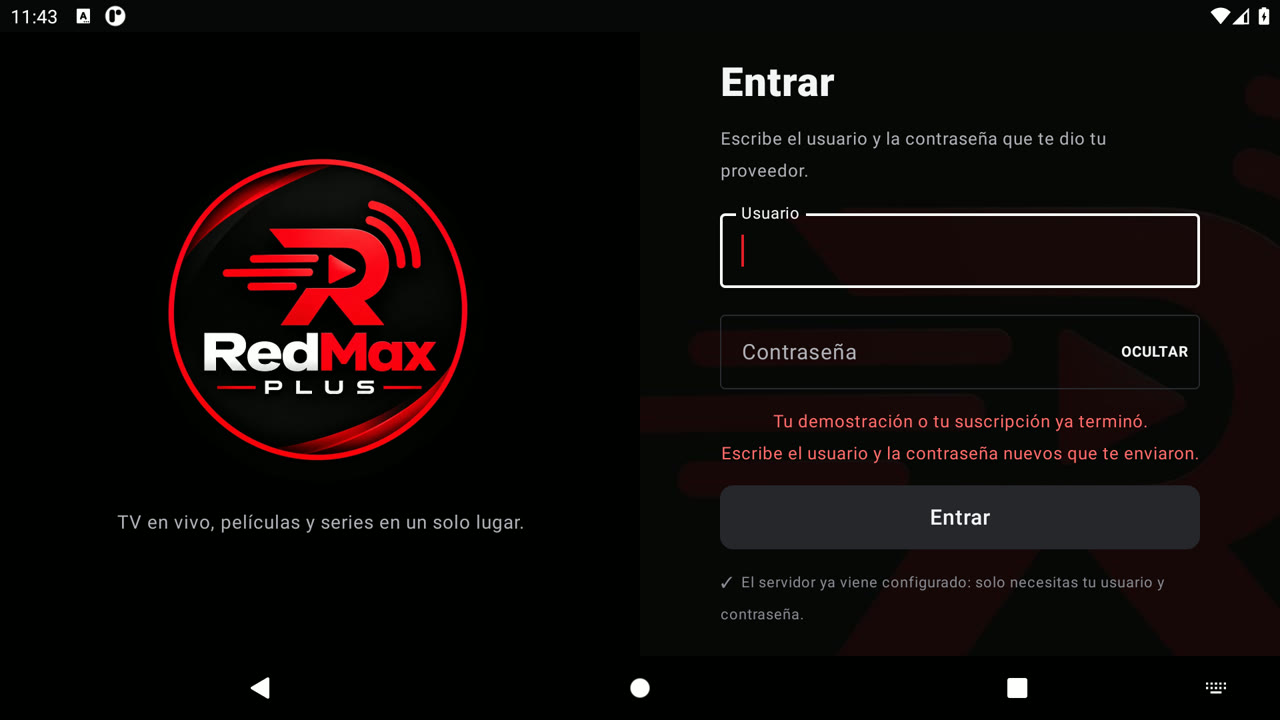 11:43
Entrar
Escribe el usuario y la contraseña que te dio tu
proveedor.
Usuario
Contraseña
OCULTAR
RedMax
PLUS
Tu demostración o tu suscripción ya terminó.
Escribe el usuario y la contraseña nuevos que te enviaron.
Entrar
TV en vivo, películas y series en un solo lugar.
✓ El servidor ya viene configurado: solo necesitas tu usuario y
contraseña.